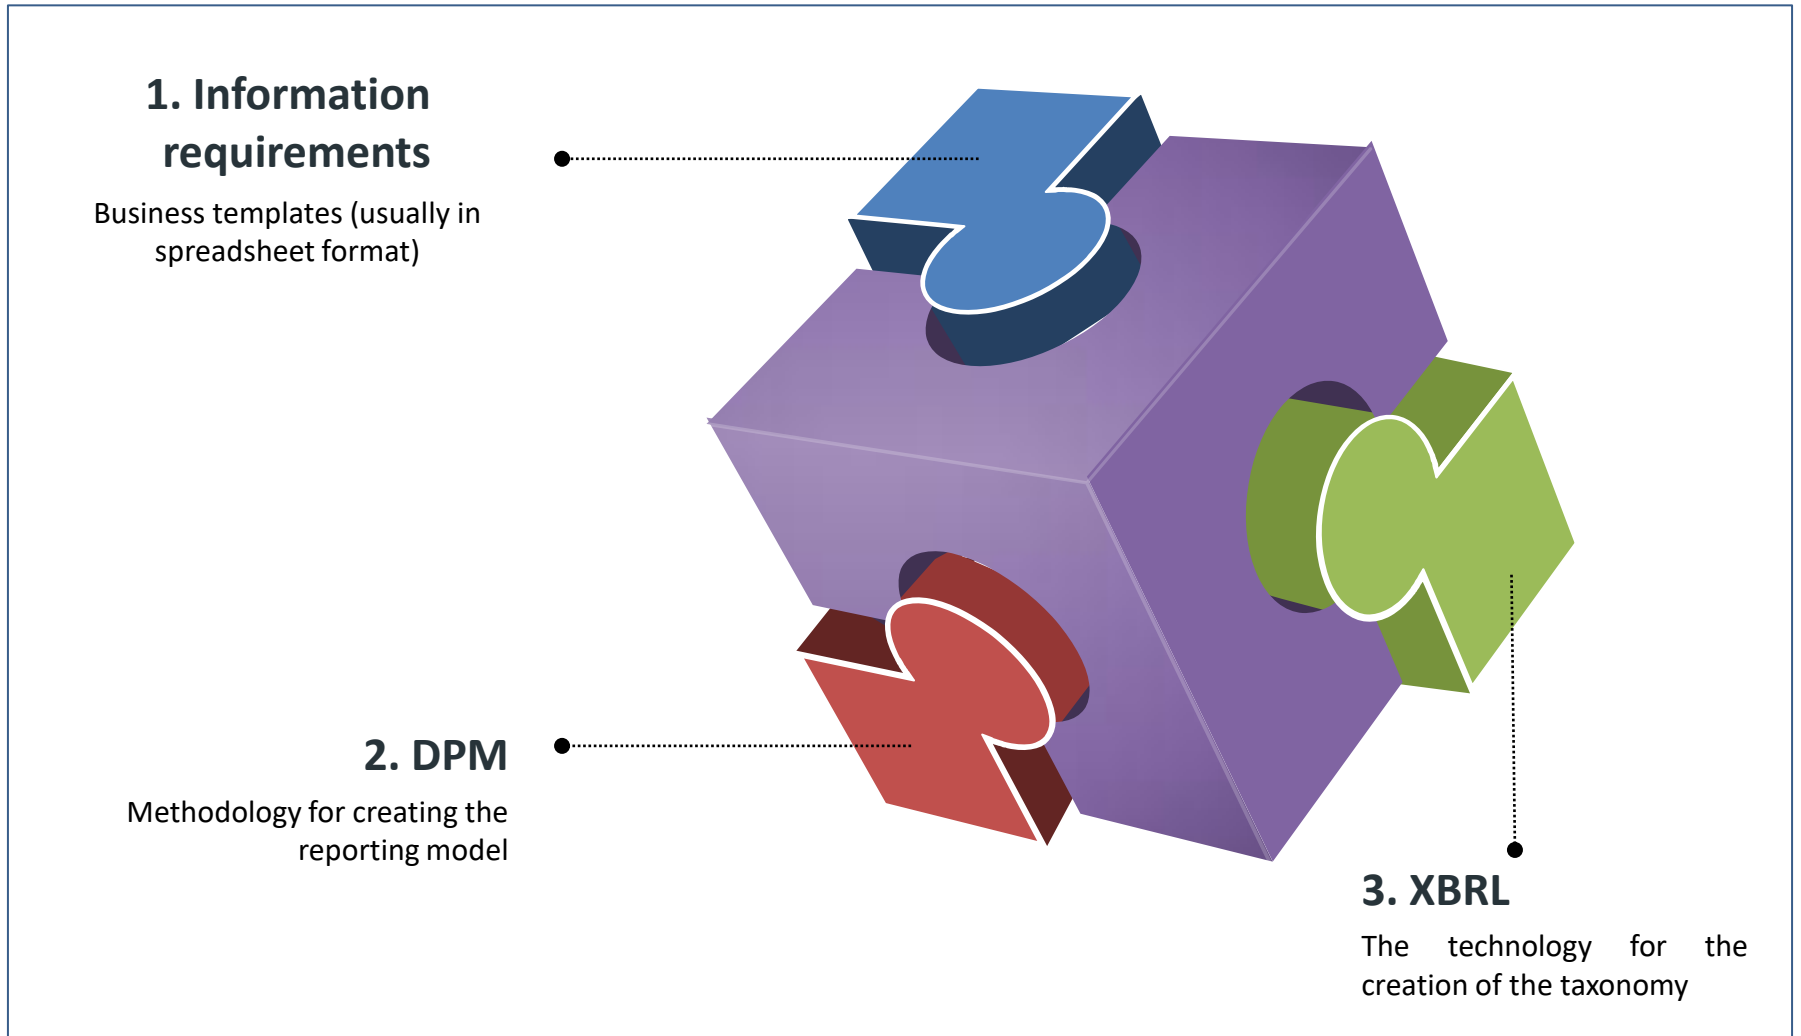 1. Information
requirements
Business templates (usually in
spreadsheet format)
2. DPM
Methodology for creating the
reporting model
3. XBRL
The technology for the
creation of the taxonomy